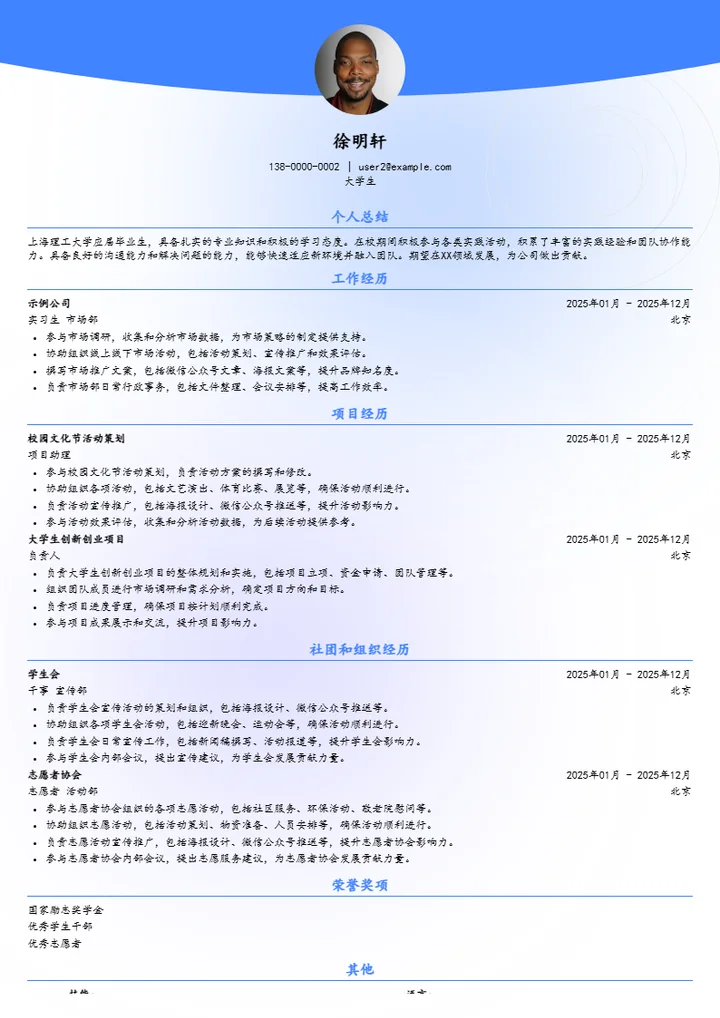 徐明轩
138-0000-0002 | user2@example.com
大学生
个人总结
上海理工大学应届毕业生，具备扎实的专业知识和积极的学习态度。在校期间积极参与各类实践活动，积累了丰富的实践经验和团队协作能
力。具备良好的沟通能力和解决问题的能力，能够快速适应新环境并融入团队。期望在XX领域发展，为公司做出贡献。
工作经历
示例公司 2025年01月 - 2025年12月
实习生 市场部 北京
• 参与市场调研，收集和分析市场数据，为市场策略的制定提供支持。
• 协助组织线上线下市场活动，包括活动策划、宣传推广和效果评估。
• 撰写市场推广文案，包括微信公众号文章、海报文案等，提升品牌知名度。
• 负责市场部日常行政事务，包括文件整理、会议安排等，提高工作效率。
项目经历
校园文化节活动策划 2025年01月 - 2025年12月
项目助理 北京
• 参与校园文化节活动策划，负责活动方案的撰写和修改。
• 协助组织各项活动，包括文艺演出、体育比赛、展览等，确保活动顺利进行。
• 负责活动宣传推广，包括海报设计、微信公众号推送等，提升活动影响力。
• 参与活动效果评估，收集和分析活动数据，为后续活动提供参考。
大学生创新创业项目 2025年01月 - 2025年12月
负责人 北京
• 负责大学生创新创业项目的整体规划和实施，包括项目立项、资金申请、团队管理等。
• 组织团队成员进行市场调研和需求分析，确定项目方向和目标。
• 负责项目进度管理，确保项目按计划顺利完成。
• 参与项目成果展示和交流，提升项目影响力。
社团和组织经历
学生会 2025年01月 - 2025年12月
干事 宣传部 北京
• 负责学生会宣传活动的策划和组织，包括海报设计、微信公众号推送等。
• 协助组织各项学生会活动，包括迎新晚会、运动会等，确保活动顺利进行。
• 负责学生会日常宣传工作，包括新闻稿撰写、活动报道等，提升学生会影响力。
• 参与学生会内部会议，提出宣传建议，为学生会发展贡献力量。
志愿者协会 2025年01月 - 2025年12月
志愿者 活动部 北京
• 参与志愿者协会组织的各项志愿活动，包括社区服务、环保活动、敬老院慰问等。
• 协助组织志愿活动，包括活动策划、物资准备、人员安排等，确保活动顺利进行。
• 负责志愿活动宣传推广，包括海报设计、微信公众号推送等，提升志愿者协会影响力。
• 参与志愿者协会内部会议，提出志愿服务建议，为志愿者协会发展贡献力量。
荣誉奖项
国家励志奖学金
优秀学生干部
优秀志愿者
其他